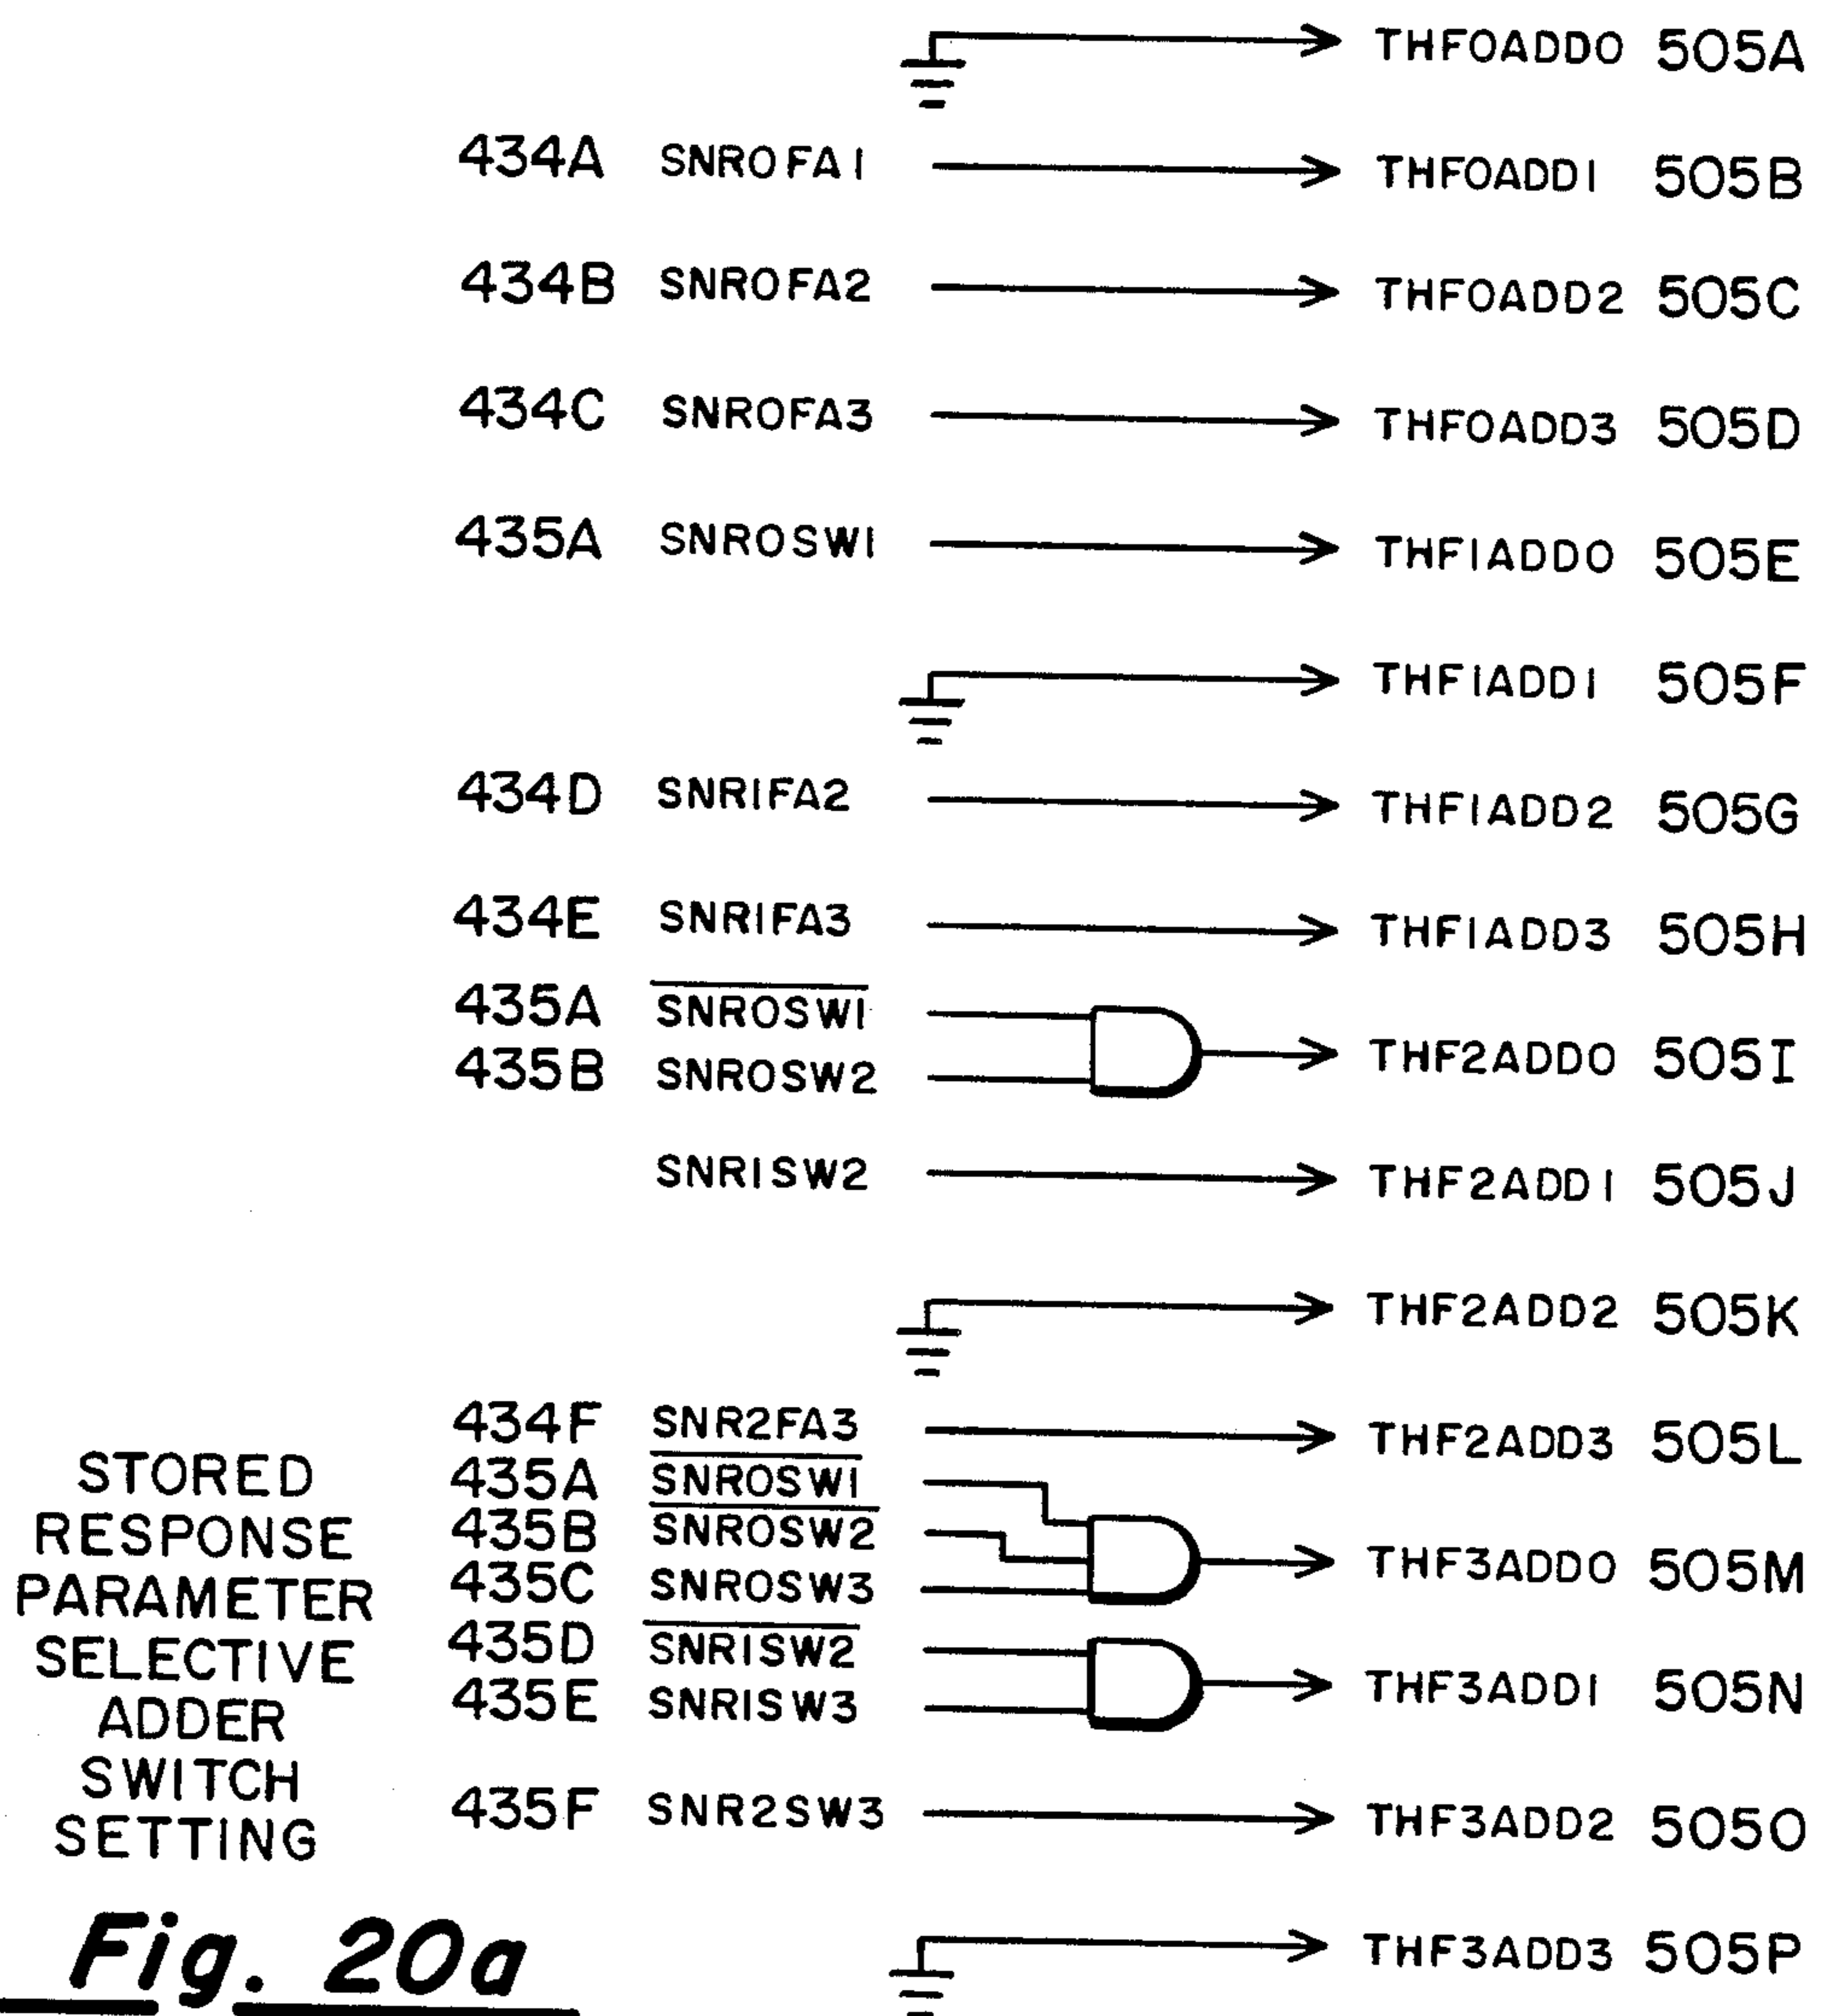 THF0ADD0 505A
434A SNR0FA1 THF0ADD1 505B
434B SNR0FA2 THF0ADD2 505C
434C SNR0FA3 THF0ADD3 505D
435A SNR0SW1 THF1ADD0 505E
THF1ADD1 505F
434D SNR1FA2 THF1ADD2 505G
434E SNR1FA3 THF1ADD3 505H
435A SNR0SW1
435B SNR0SW2 THF2ADD0 505I
SNR1SW2 THF2ADD1 505J
THF2ADD2 505K
434F SNR2FA3 THF2ADD3 505L
435A SNR0SW1
435B SNR0SW2
435C SNR0SW3 THF3ADD0 505M
435D SNR1SW2
435E SNR1SW3 THF3ADD1 505N
435F SNR2SW3 THF3ADD2 505O
THF3ADD3 505P
STORED
RESPONSE
PARAMETER
SELECTIVE
ADDER
SWITCH
SETTING
Fig. 20a